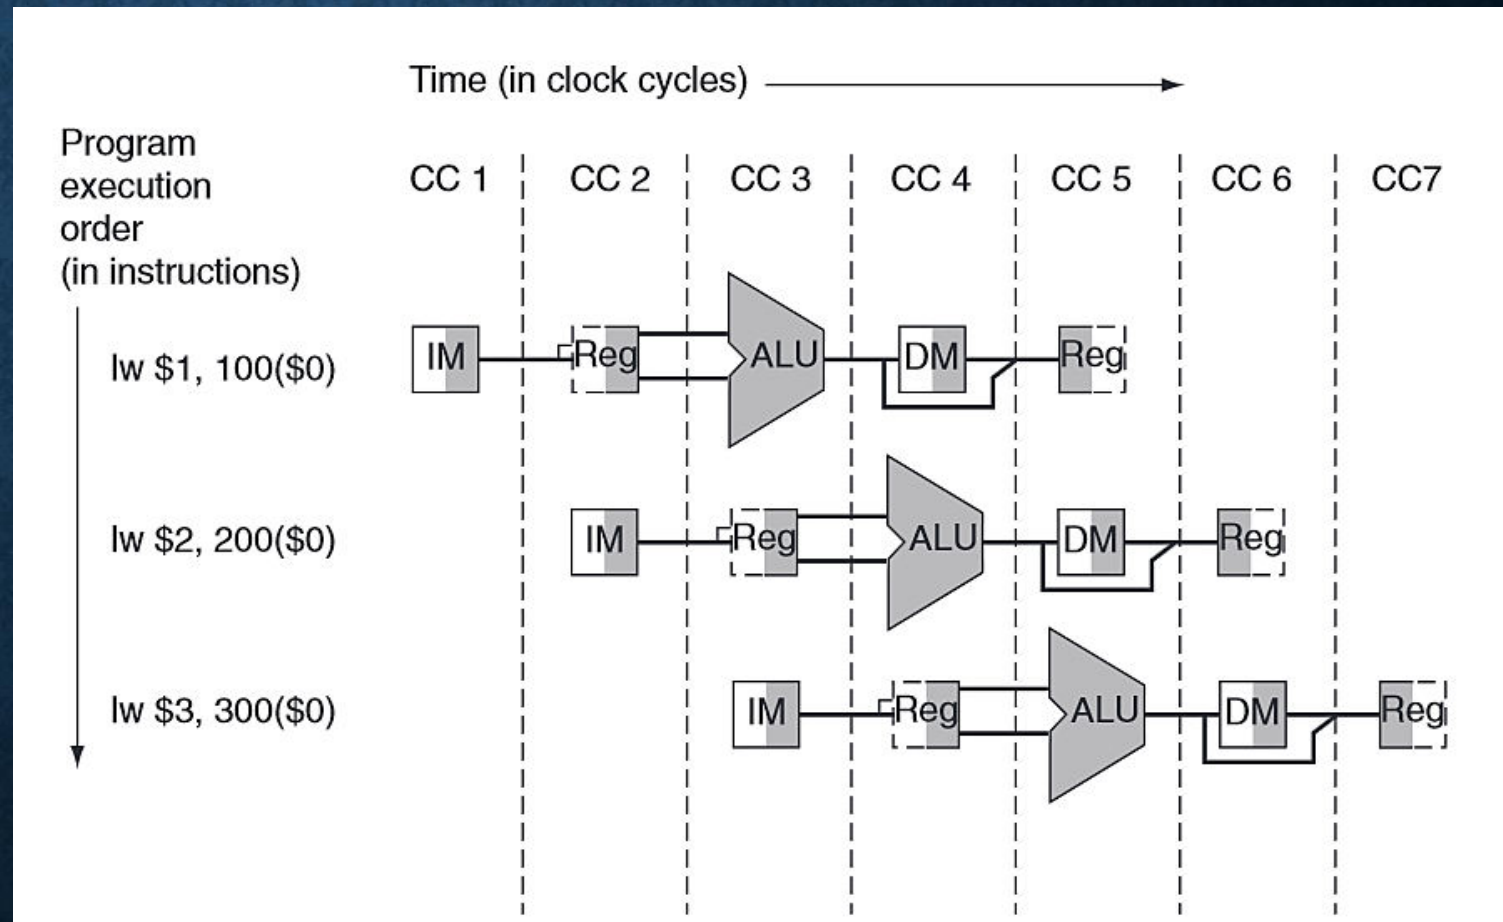 Time (in clock cycles)
Program
execution
order
(in instructions)
CC 1 CC 2 CC 3 CC 4 CC 5 CC 6 CC7
lw $1, 100($0) IM Reg ALU DM Reg
lw $2, 200($0) IM Reg ALU DM Reg
lw $3, 300($0) IM Reg ALU DM Reg